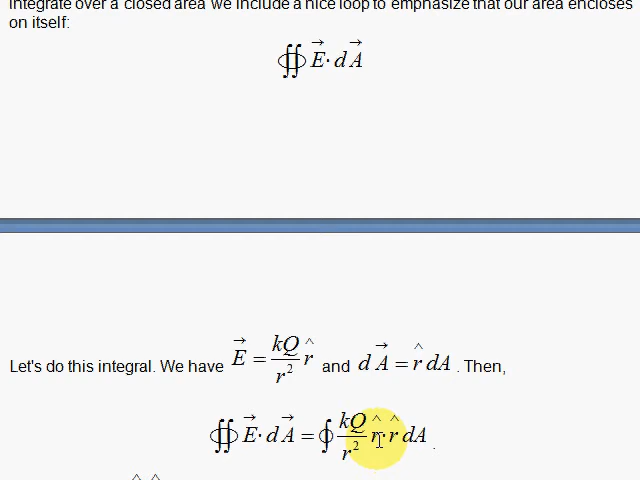 integrate over a closed area we include a nice loop to emphasize that our area encloses
on itself:
∯ E⃗ · dA⃗
Let's do this integral. We have E⃗ = kQ/r² r̂ and dA⃗ = r̂ dA . Then,
∯ E⃗ · dA⃗ = ∮ kQ/r² r̂ · r̂ dA .